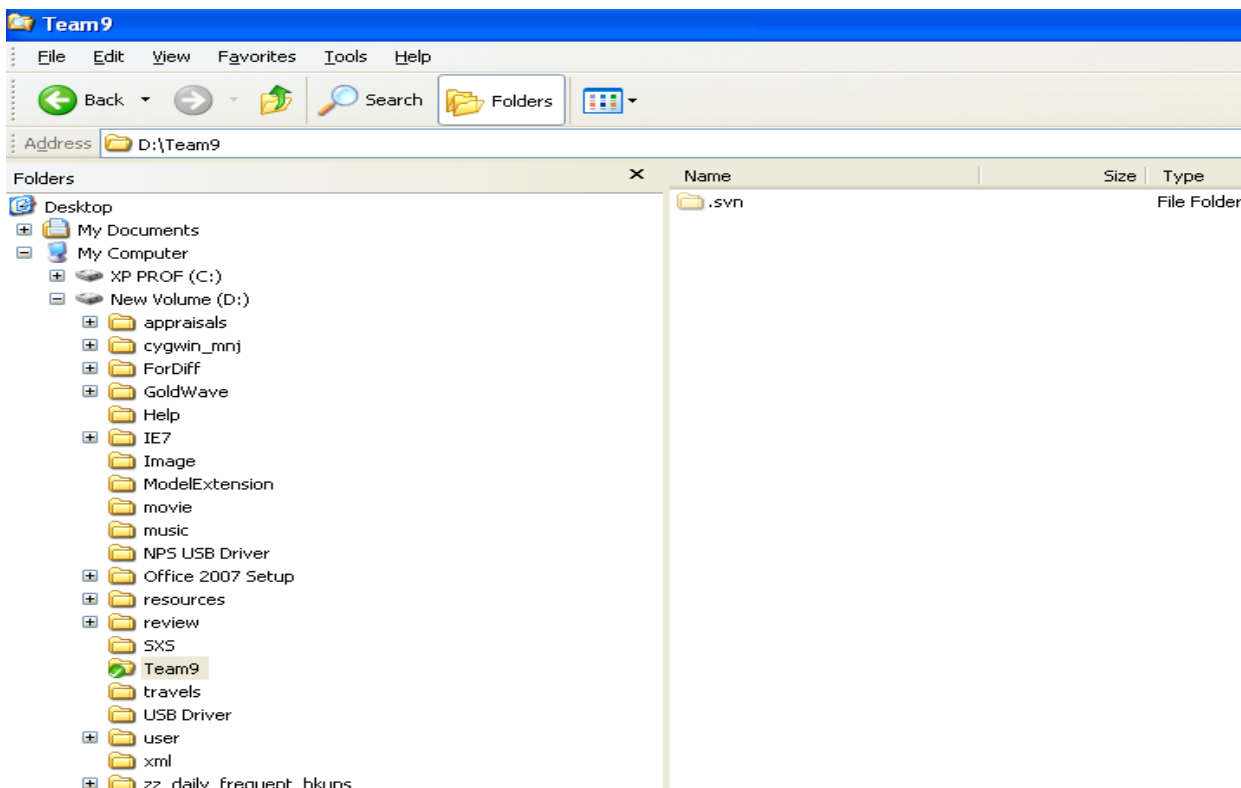 Team9
File Edit View Favorites Tools Help
Back Search Folders
Address D:\Team9
Folders
Name Size Type
Desktop
.svn File Folder
My Documents
My Computer
XP PROF (C:)
New Volume (D:)
appraisals
cygwin_mnj
ForDiff
GoldWave
Help
IE7
Image
ModelExtension
movie
music
NPS USB Driver
Office 2007 Setup
resources
review
SXS
Team9
travels
USB Driver
user
xml
zz_daily_frequent_bkups